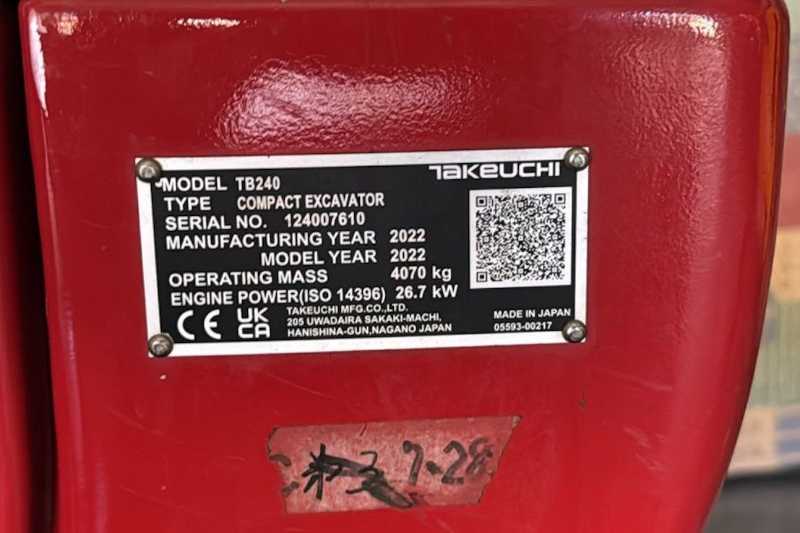 TAKEUCHI
MODEL TB240
TYPE COMPACT EXCAVATOR
SERIAL NO. 124007610
MANUFACTURING YEAR 2022
MODEL YEAR 2022
OPERATING MASS 4070 kg
ENGINE POWER(ISO 14396) 26.7 kW
CE UK CA
TAKEUCHI MFG.CO.,LTD.
205 UWADAIRA SAKAKI-MACHI,
HANISHINA-GUN,NAGANO JAPAN
MADE IN JAPAN
05593-00217
7-28